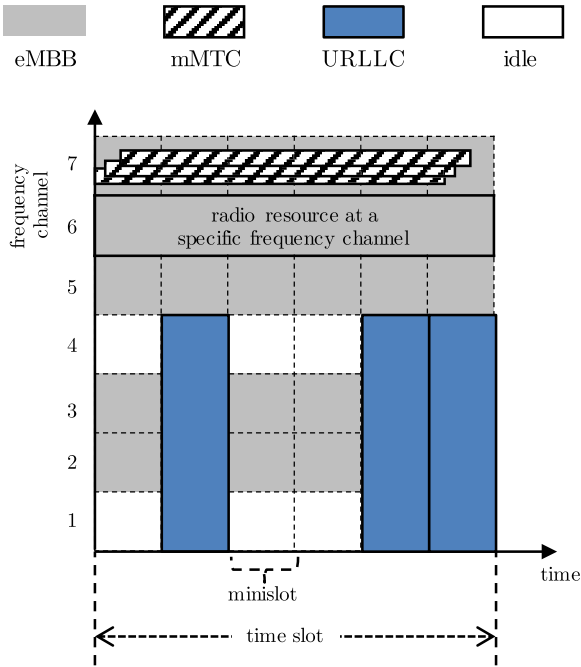 eMBB
mMTC
URLLC
idle
frequency
channel
7
radio resource at a
specific frequency channel
6
5
4
3
2
1
time
minislot
time slot